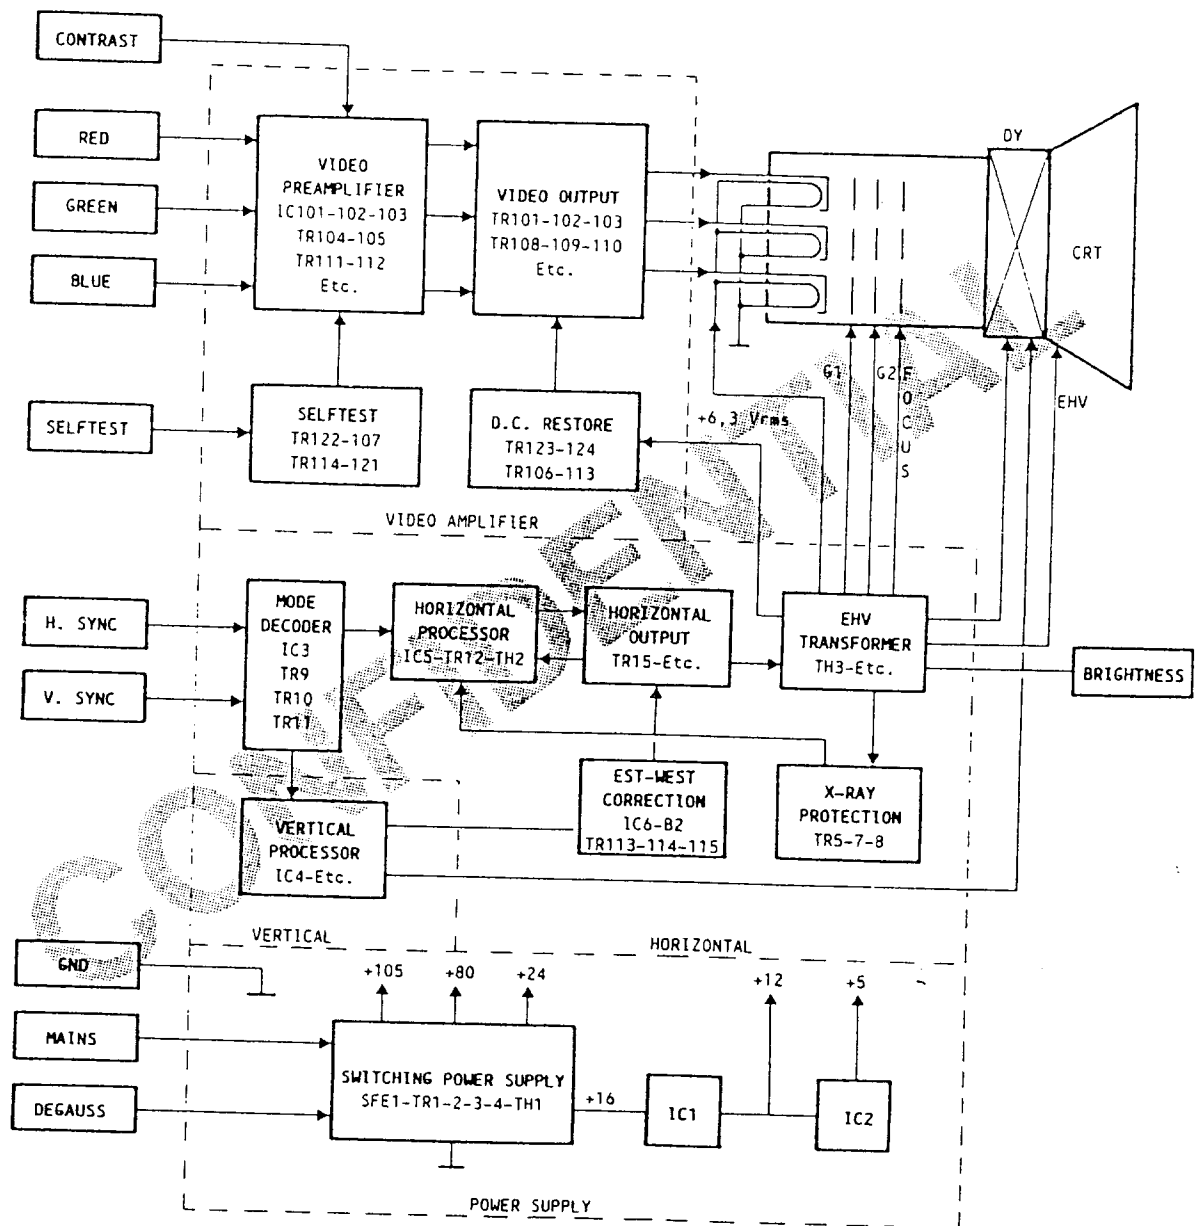 CONTRAST
RED
GREEN
BLUE
VIDEO
PREAMPLIFIER
IC101-102-103
TR104-105
TR111-112
Etc.
VIDEO OUTPUT
TR101-102-103
TR108-109-110
Etc.
DY
CRT
G1
G2
FOCUS
EHV
+6,3 Vrms
SELFTEST
SELFTEST
TR122-107
TR114-121
D.C. RESTORE
TR123-124
TR106-113
VIDEO AMPLIFIER
H. SYNC
V. SYNC
MODE
DECODER
IC3
TR9
TR10
TR11
HORIZONTAL
PROCESSOR
IC5-TR12-TH2
HORIZONTAL
OUTPUT
TR15-Etc.
EHV
TRANSFORMER
TH3-Etc.
BRIGHTNESS
VERTICAL
PROCESSOR
IC4-Etc.
EST-WEST
CORRECTION
IC6-B2
TR113-114-115
X-RAY
PROTECTION
TR5-7-8
VERTICAL
HORIZONTAL
GND
MAINS
DEGAUSS
+105
+80
+24
+12
+5
SWITCHING POWER SUPPLY
SFE1-TR1-2-3-4-TH1
+16
IC1
IC2
POWER SUPPLY
CONFIDENTIAL